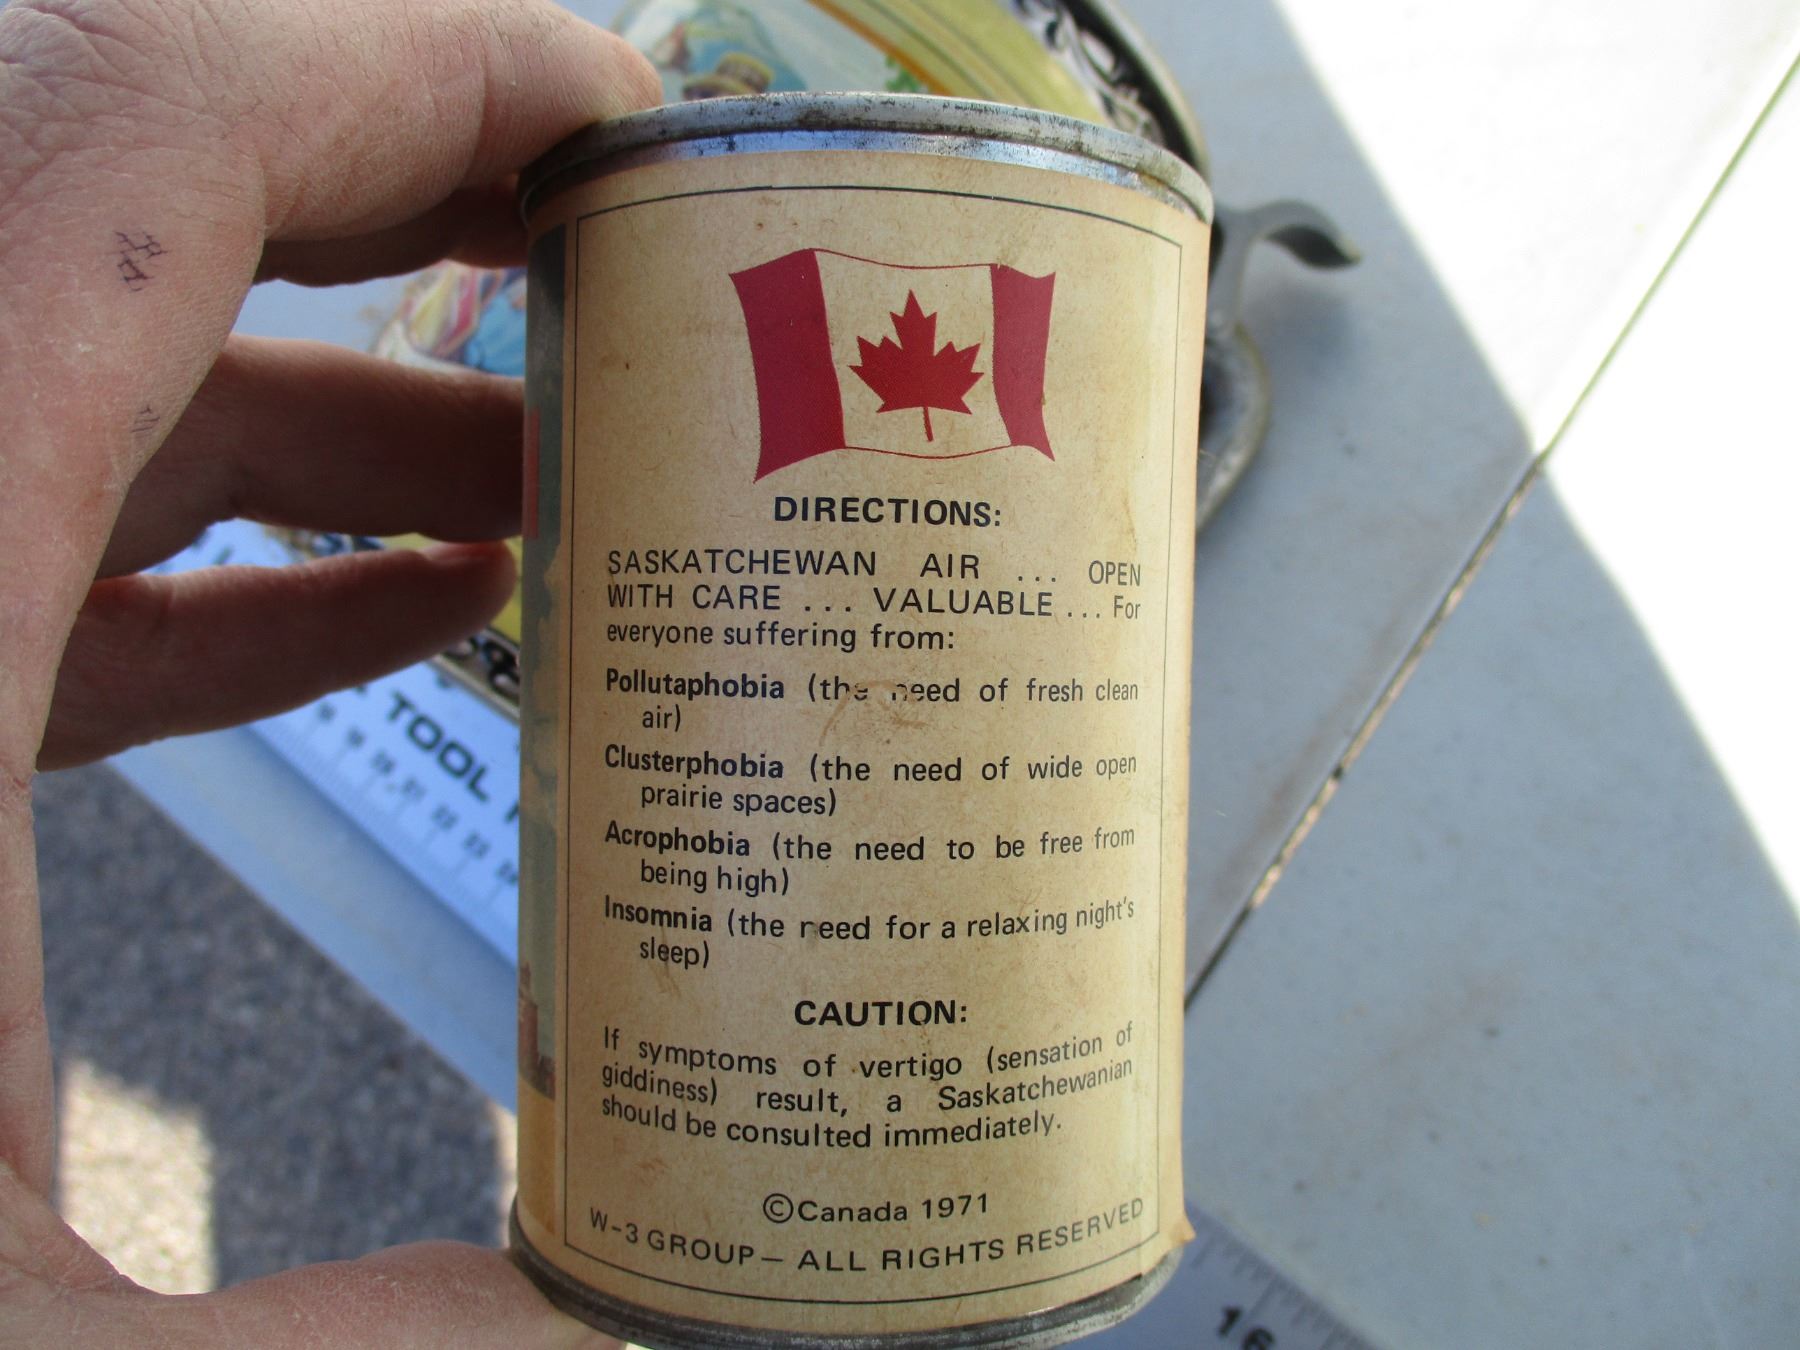 DIRECTIONS:
SASKATCHEWAN AIR ... OPEN
WITH CARE ... VALUABLE ... For
everyone suffering from:
Pollutaphobia (the need of fresh clean
air)
Clusterphobia (the need of wide open
prairie spaces)
Acrophobia (the need to be free from
being high)
Insomnia (the need for a relaxing night's
sleep)
CAUTION:
If symptoms of vertigo (sensation of
giddiness) result, a Saskatchewanian
should be consulted immediately.
©Canada 1971
W-3 GROUP — ALL RIGHTS RESERVED
TOOL
16